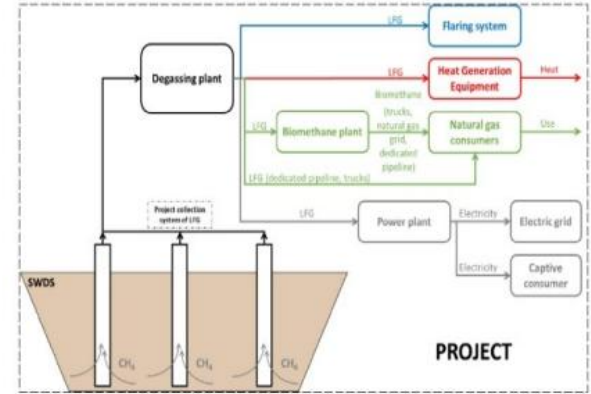 LFG
Flaring system
Degassing plant
LFG
Heat Generation
Equipment
Heat
Biomethane
(trucks,
natural gas
grid,
dedicated
pipeline)
LFG
Biomethane plant
Natural gas
consumers
Use
LFG (dedicated pipeline, trucks)
Project collection
system of LFG
LFG
Power plant
Electricity
Electric grid
Electricity
Captive
consumer
SWDS
CH4
CH4
CH4
PROJECT